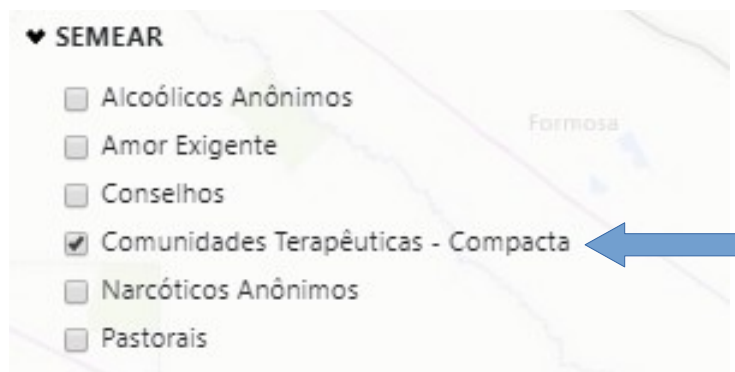 SEMEAR
Alcoólicos Anônimos
Formosa
Amor Exigente
Conselhos
Comunidades Terapêuticas - Compacta
Narcóticos Anônimos
Pastorais